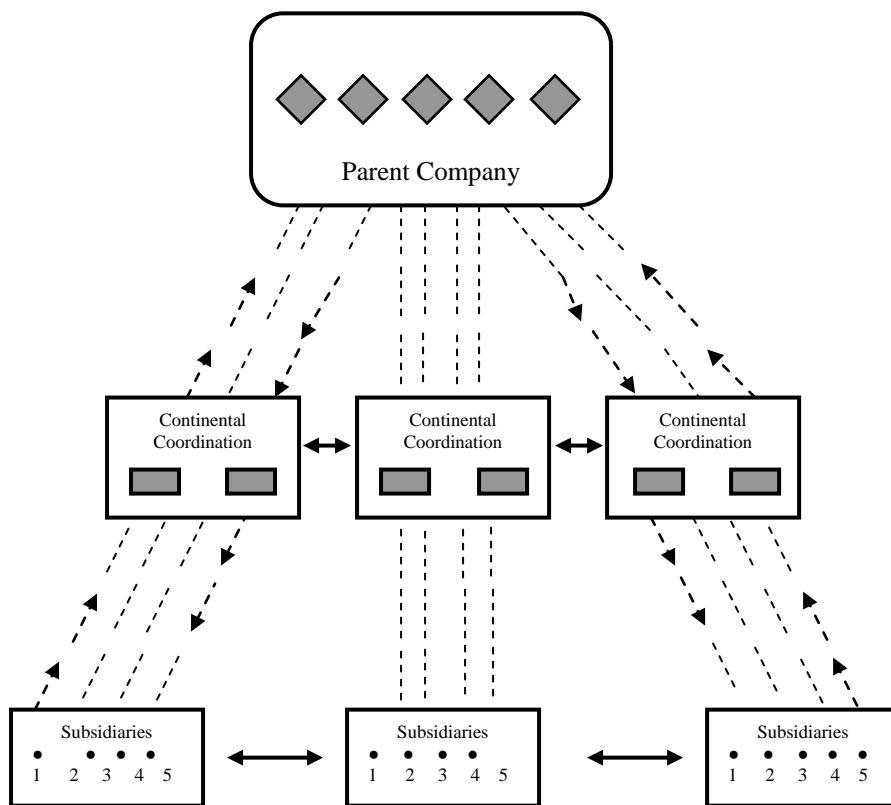 Parent Company
Continental
Coordination
Continental
Coordination
Continental
Coordination
Subsidiaries
1 2 3 4 5
Subsidiaries
1 2 3 4 5
Subsidiaries
1 2 3 4 5